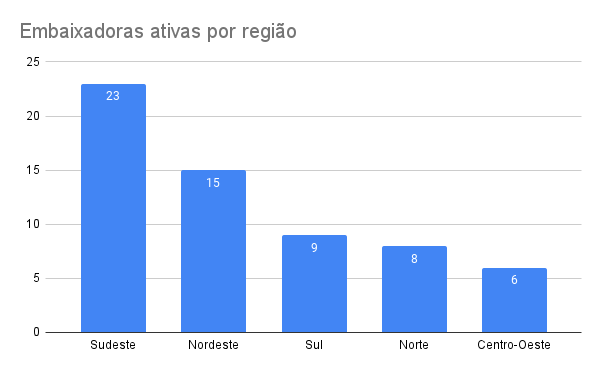 Embaixadoras ativas por região
25
20
15
10
5
0
23
15
9
8
6
Sudeste
Nordeste
Sul
Norte
Centro-Oeste